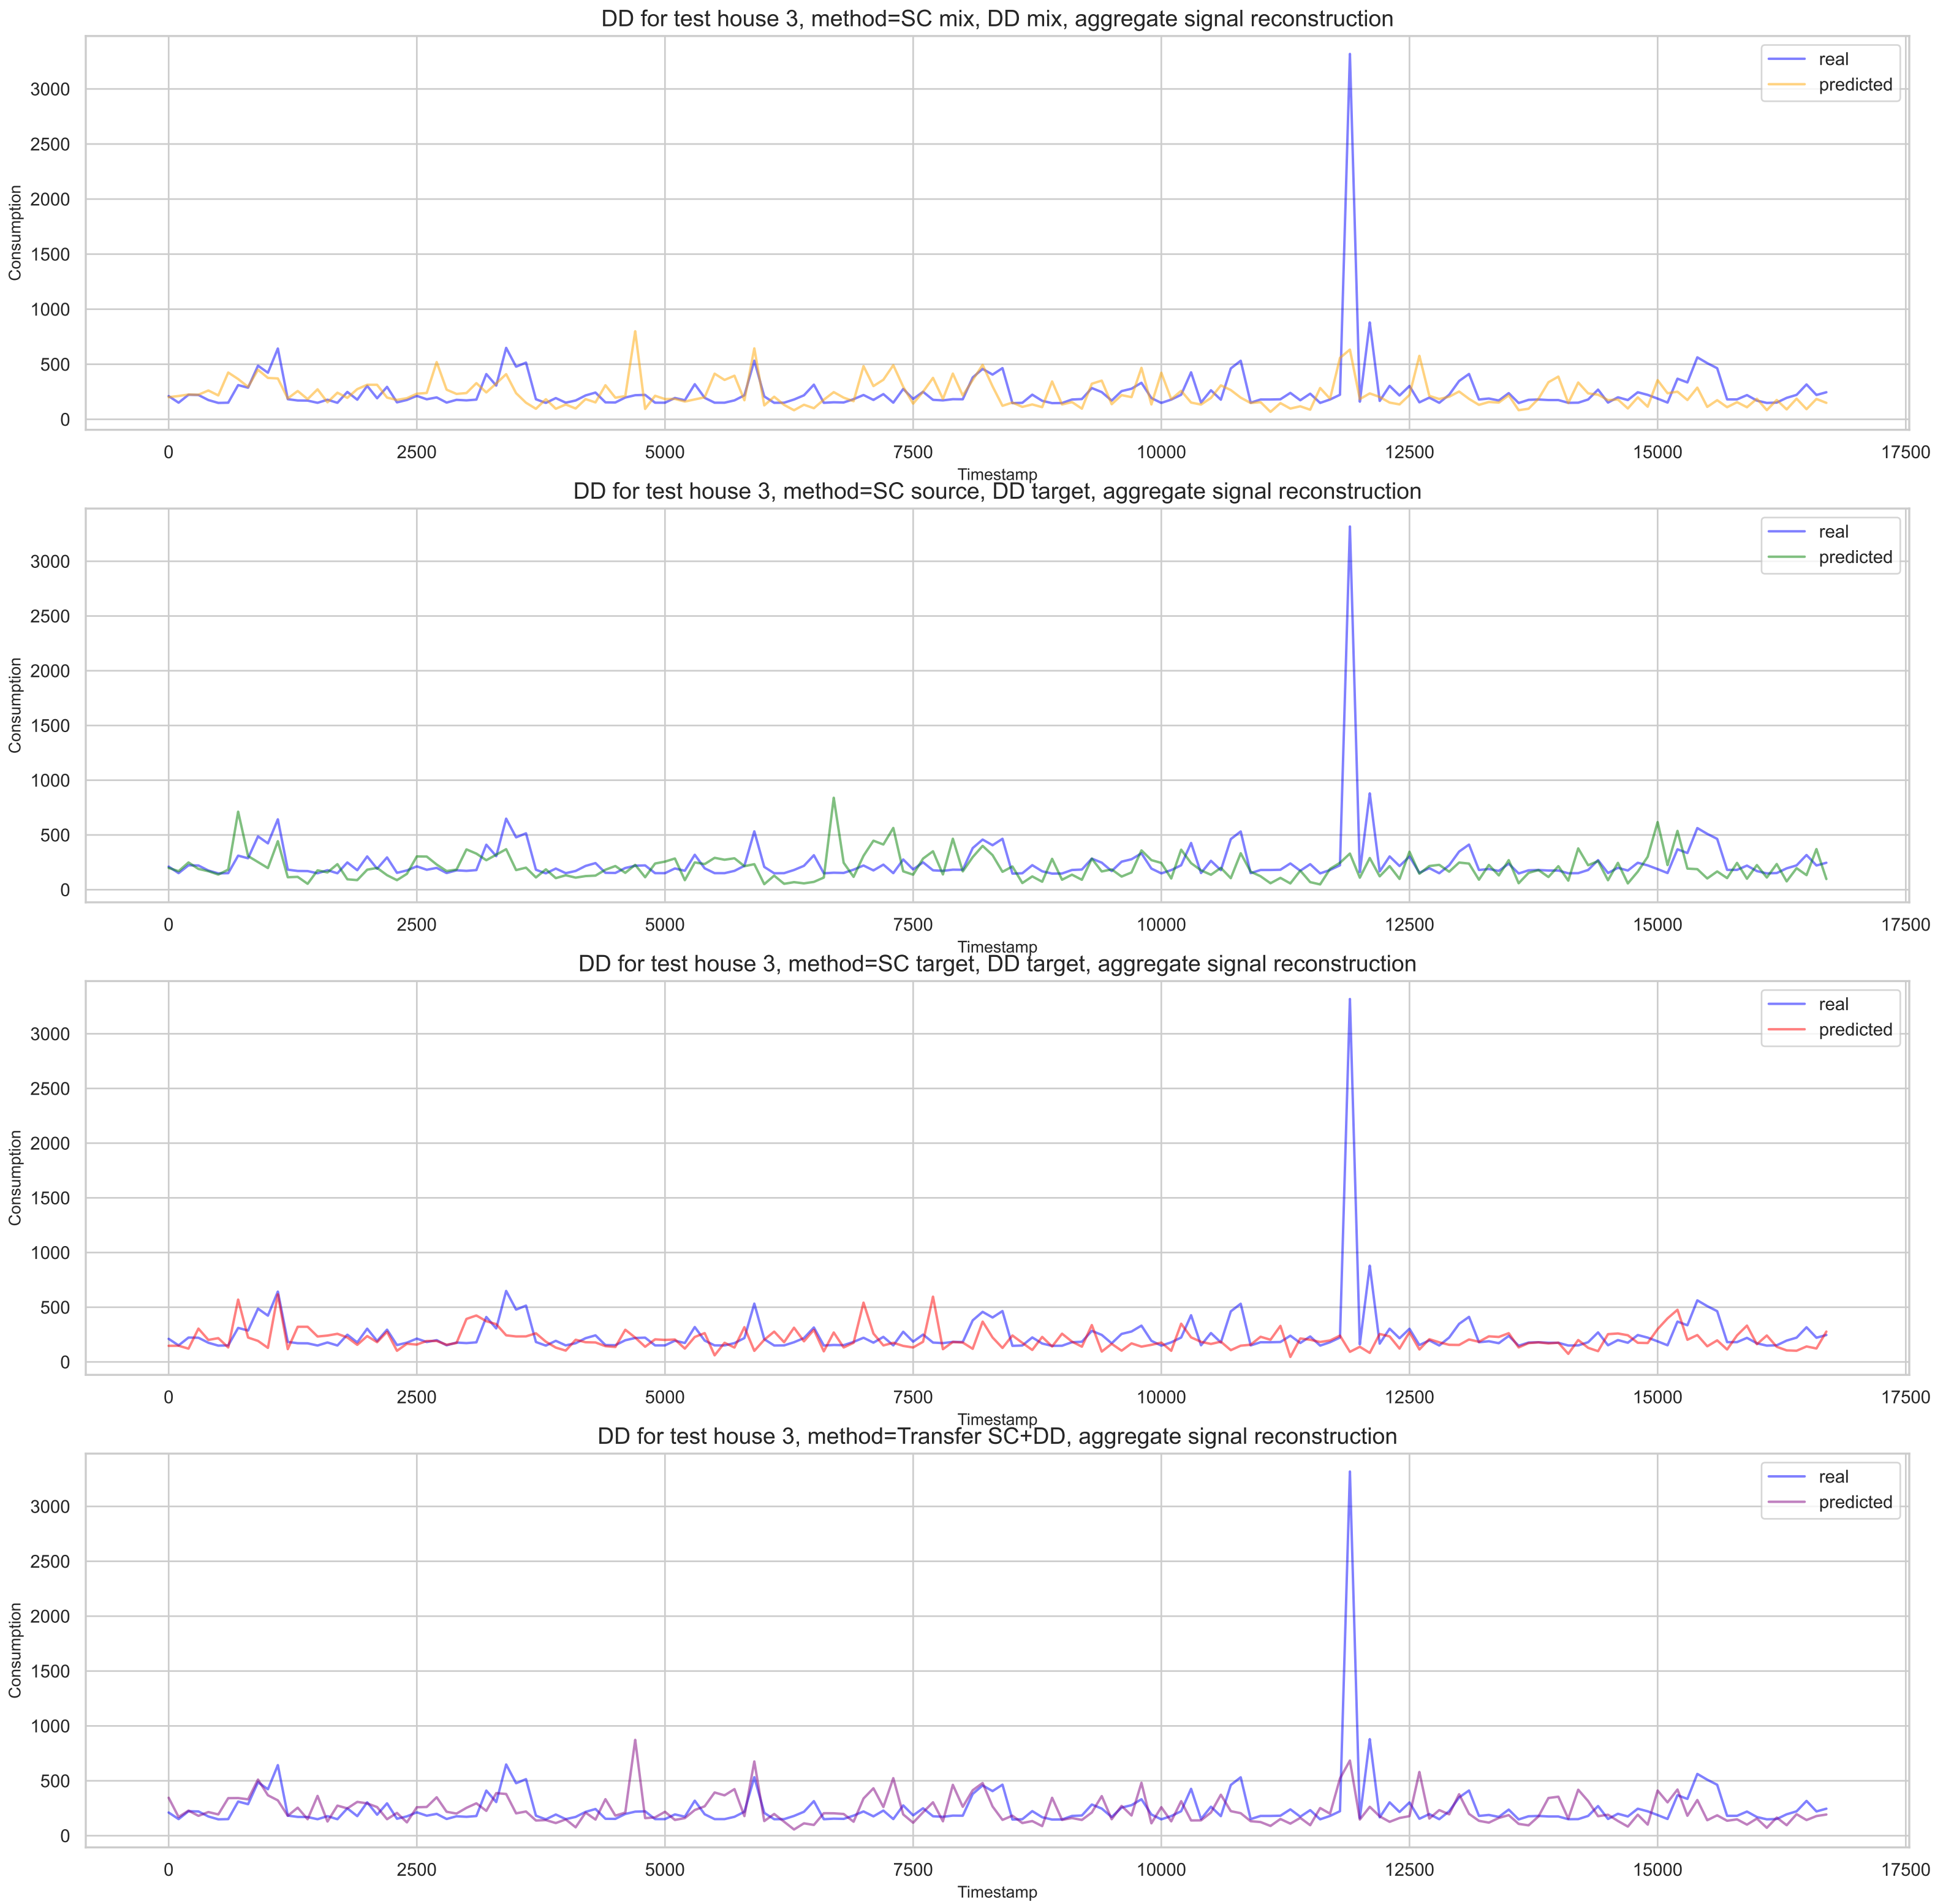 DD for test house 3, method=SC mix, DD mix, aggregate signal reconstruction
real
predicted
3000
2500
2000
1500
1000
500
0
Consumption
0 2500 5000 7500 10000 12500 15000 17500
Timestamp
DD for test house 3, method=SC source, DD target, aggregate signal reconstruction
real
predicted
3000
2500
2000
1500
1000
500
0
Consumption
0 2500 5000 7500 10000 12500 15000 17500
Timestamp
DD for test house 3, method=SC target, DD target, aggregate signal reconstruction
real
predicted
3000
2500
2000
1500
1000
500
0
Consumption
0 2500 5000 7500 10000 12500 15000 17500
Timestamp
DD for test house 3, method=Transfer SC+DD, aggregate signal reconstruction
real
predicted
3000
2500
2000
1500
1000
500
0
Consumption
0 2500 5000 7500 10000 12500 15000 17500
Timestamp